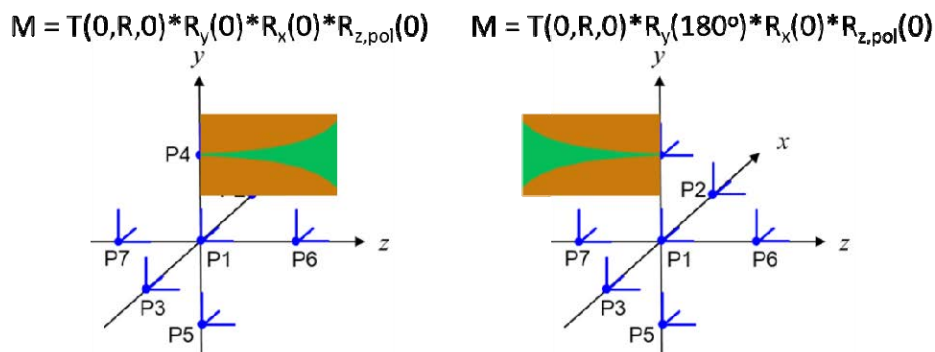 M = T(0,R,0)*Ry(0)*Rx(0)*Rz,pol(0)
M = T(0,R,0)*Ry(180º)*Rx(0)*Rz,pol(0)
y
P4
z
P7
P1
P6
P3
P5
y
x
P2
z
P7
P1
P6
P3
P5